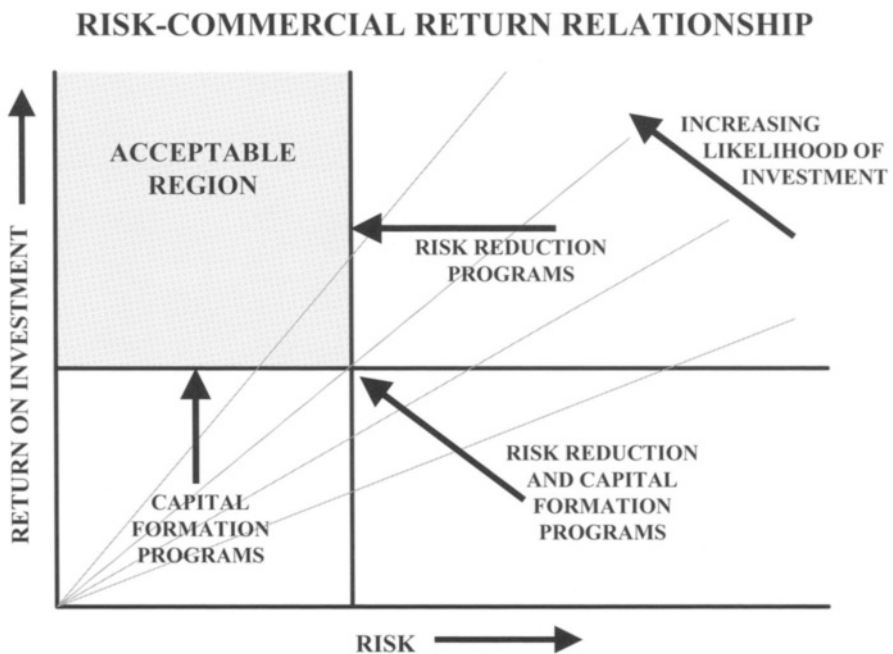 RISK-COMMERCIAL RETURN RELATIONSHIP
RETURN ON INVESTMENT
ACCEPTABLE
REGION
INCREASING
LIKELIHOOD OF
INVESTMENT
RISK REDUCTION
PROGRAMS
CAPITAL
FORMATION
PROGRAMS
RISK REDUCTION
AND CAPITAL
FORMATION
PROGRAMS
RISK